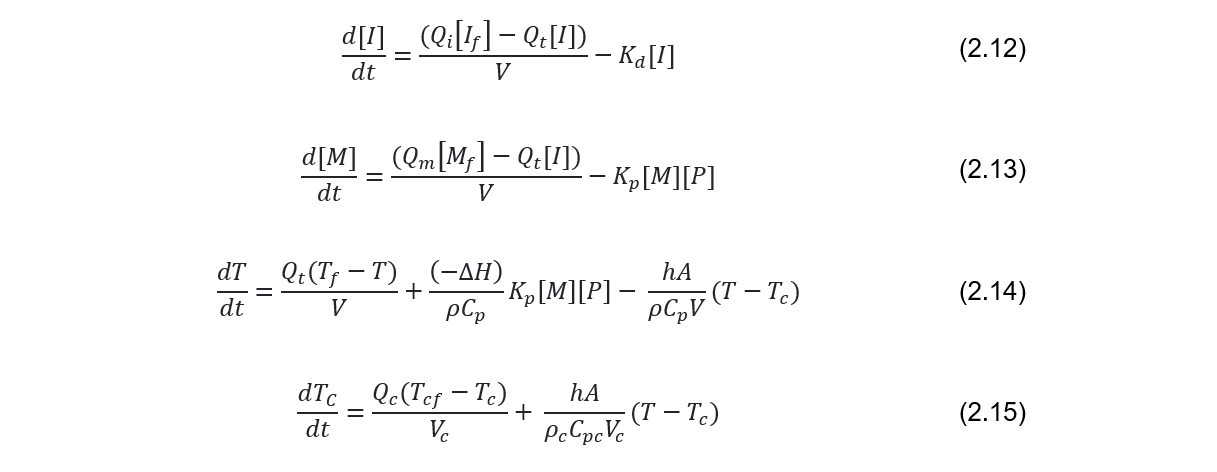 d[I]/dt = (Q_i[I_f] − Q_t[I])/V − K_d[I] (2.12)
d[M]/dt = (Q_m[M_f] − Q_t[I])/V − K_p[M][P] (2.13)
dT/dt = Q_t(T_f − T)/V + (−ΔH)/ρC_p K_p[M][P] − hA/ρC_pV (T − T_c) (2.14)
dT_C/dt = Q_c(T_cf − T_c)/V_c + hA/ρ_cC_pcV_c (T − T_c) (2.15)